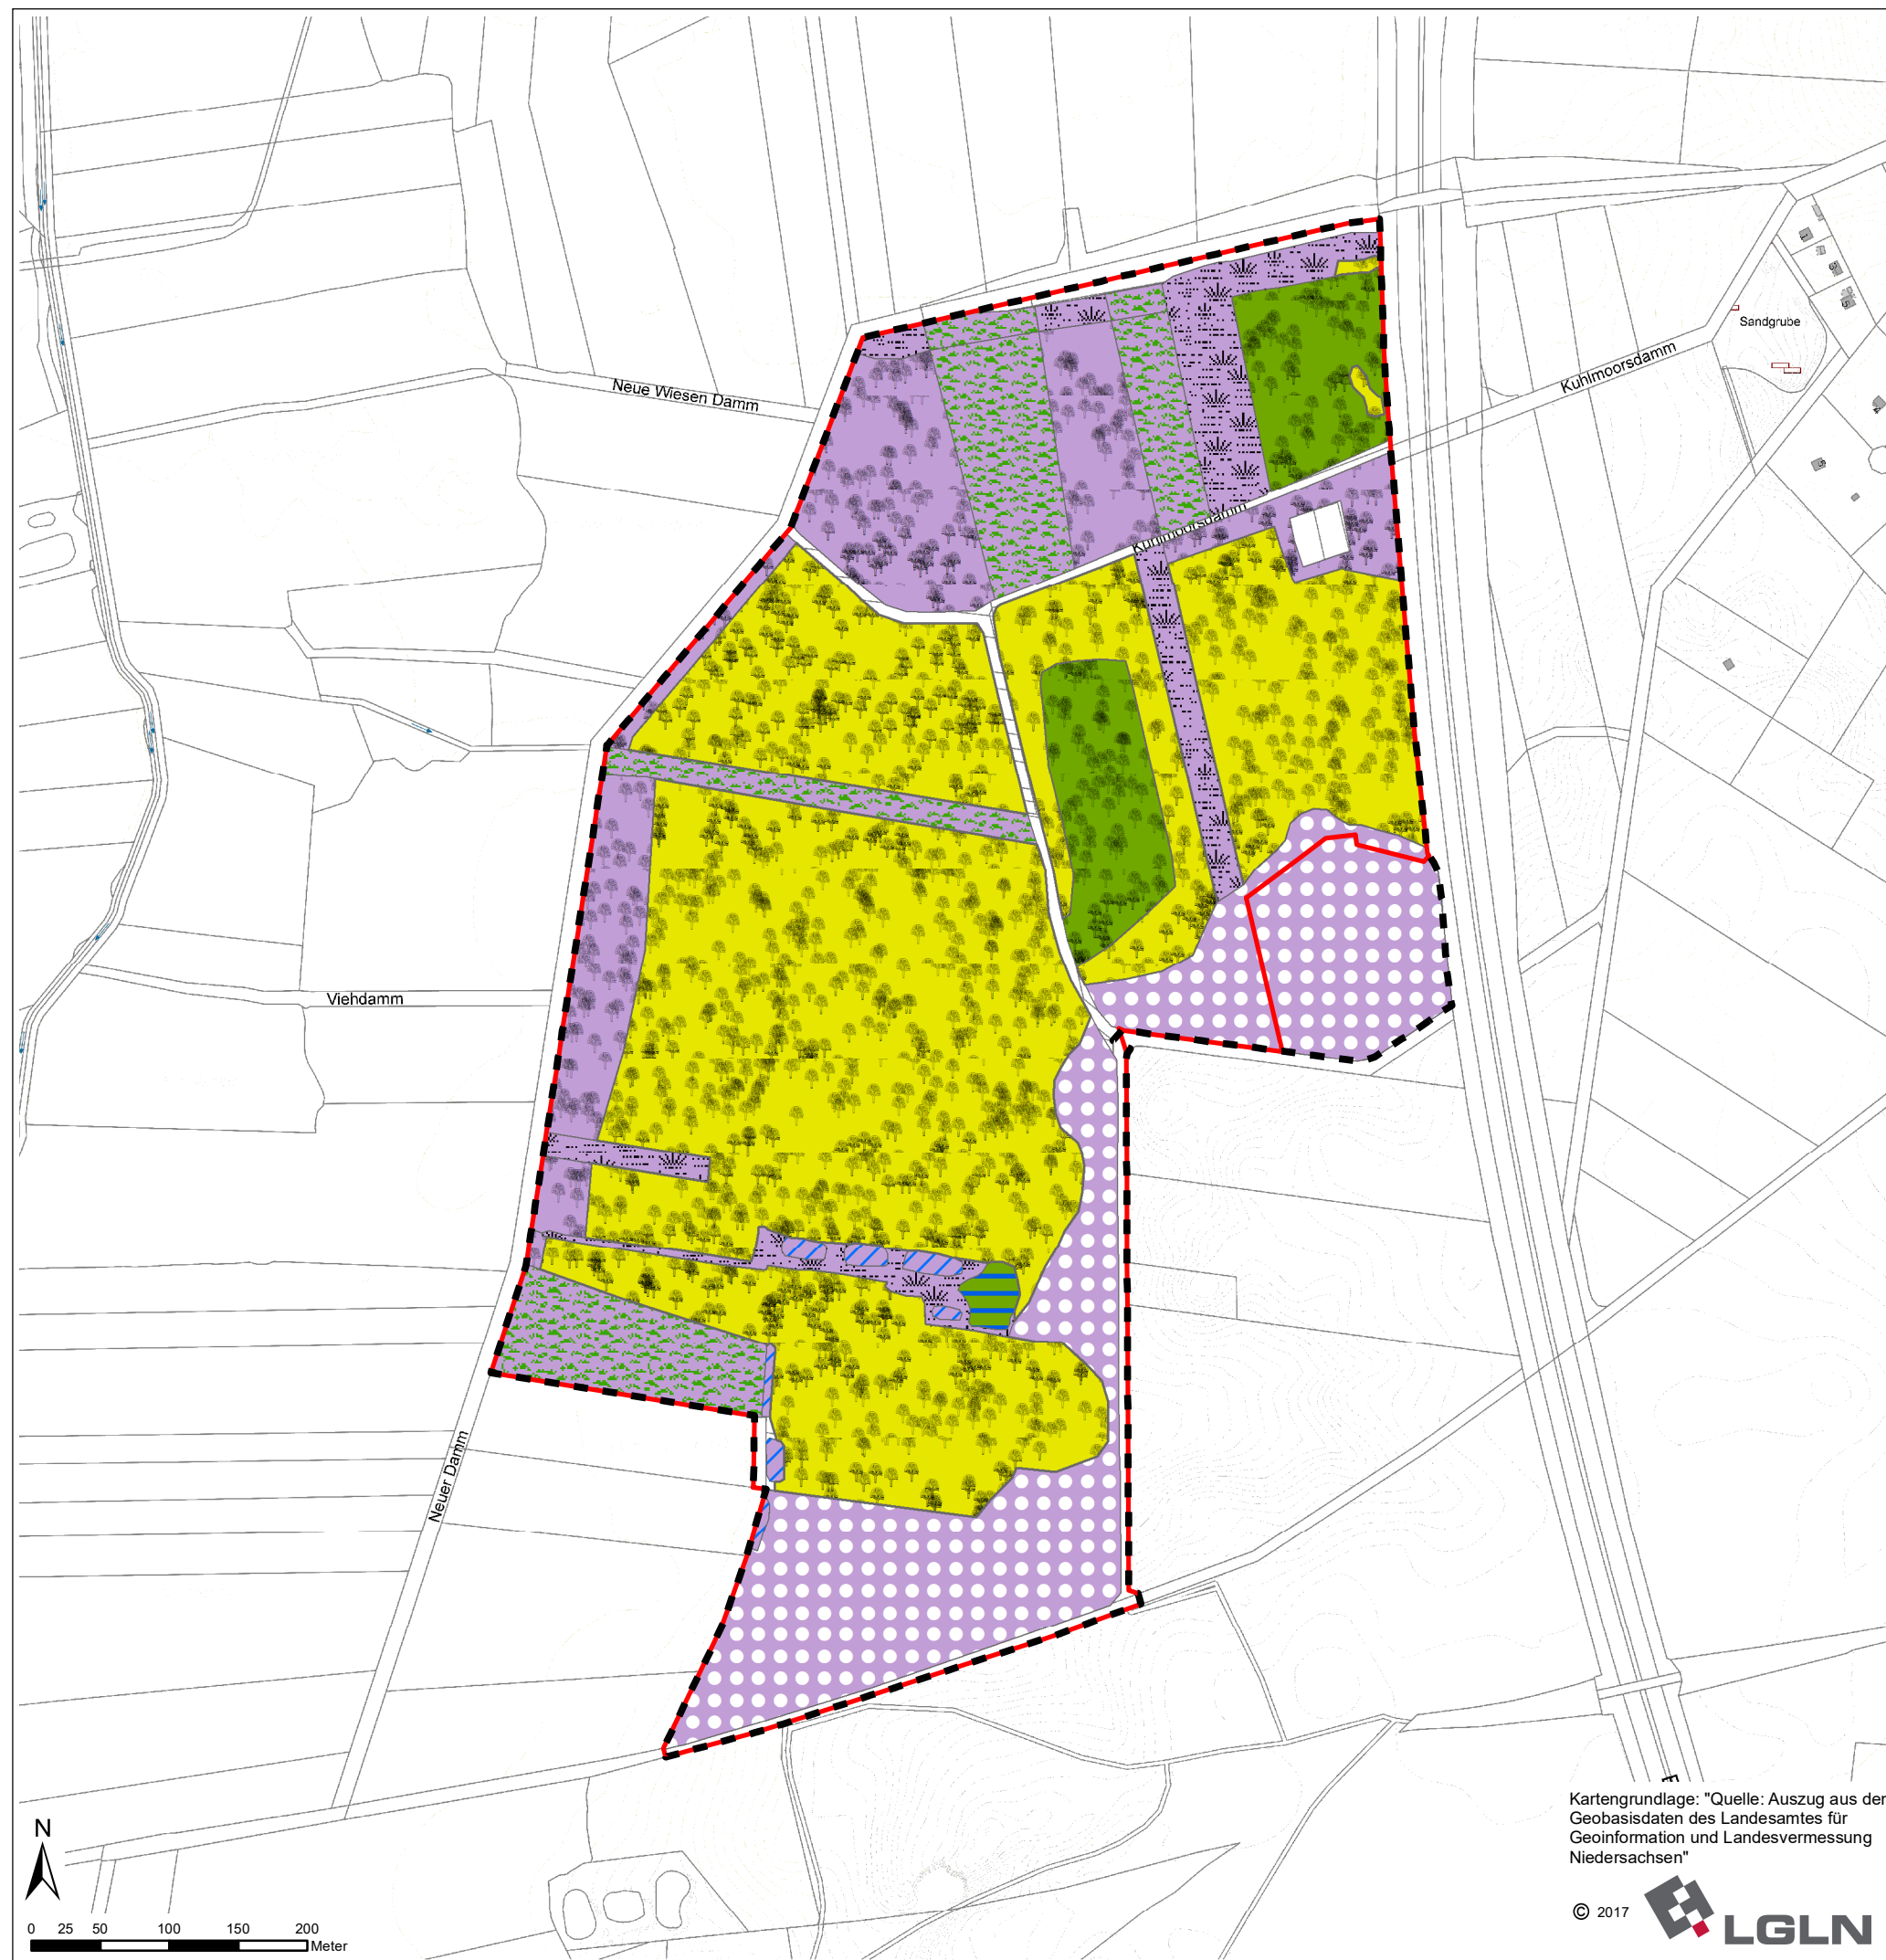 Sandgrube
Kuhlmoorsdamm
Neue Wiesen Damm
Kuhlmoorsdamm
Viehdamm
Neuer Damm
Kartengrundlage: "Quelle: Auszug aus den
Geobasisdaten des Landesamtes für
Geoinformation und Landesvermessung
Niedersachsen"
© 2017
LGLN
N
0 25 50 100 150 200
Meter